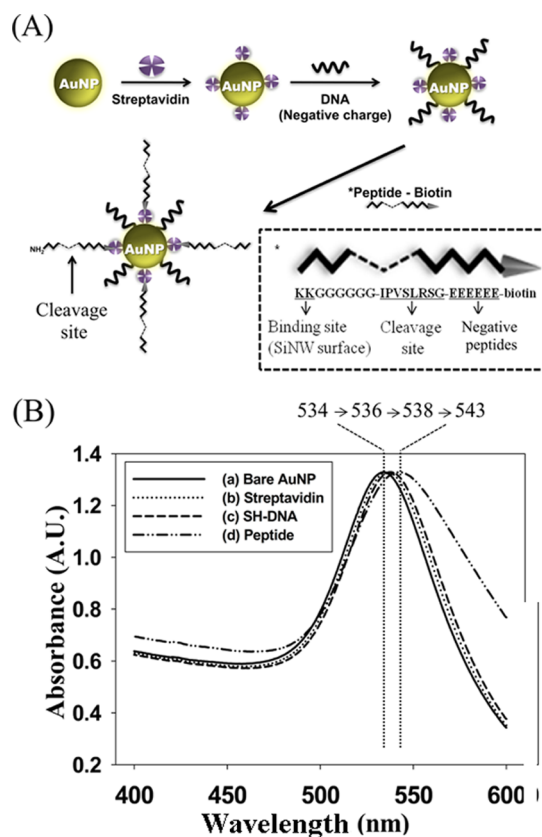 (A)
AuNP
Streptavidin
AuNP
DNA
(Negative charge)
AuNP
*Peptide - Biotin
NH2
AuNP
Cleavage
site
*
KKGGGGGG-IPVSLRSG-EEEEEE-biotin
Binding site
(SiNW surface)
Cleavage
site
Negative
peptides
(B)
534 → 536 → 538 → 543
Absorbance (A.U.)
1.4
1.2
1.0
0.8
0.6
0.4
0.2
(a) Bare AuNP
(b) Streptavidin
(c) SH-DNA
(d) Peptide
400
450
500
550
600
Wavelength (nm)